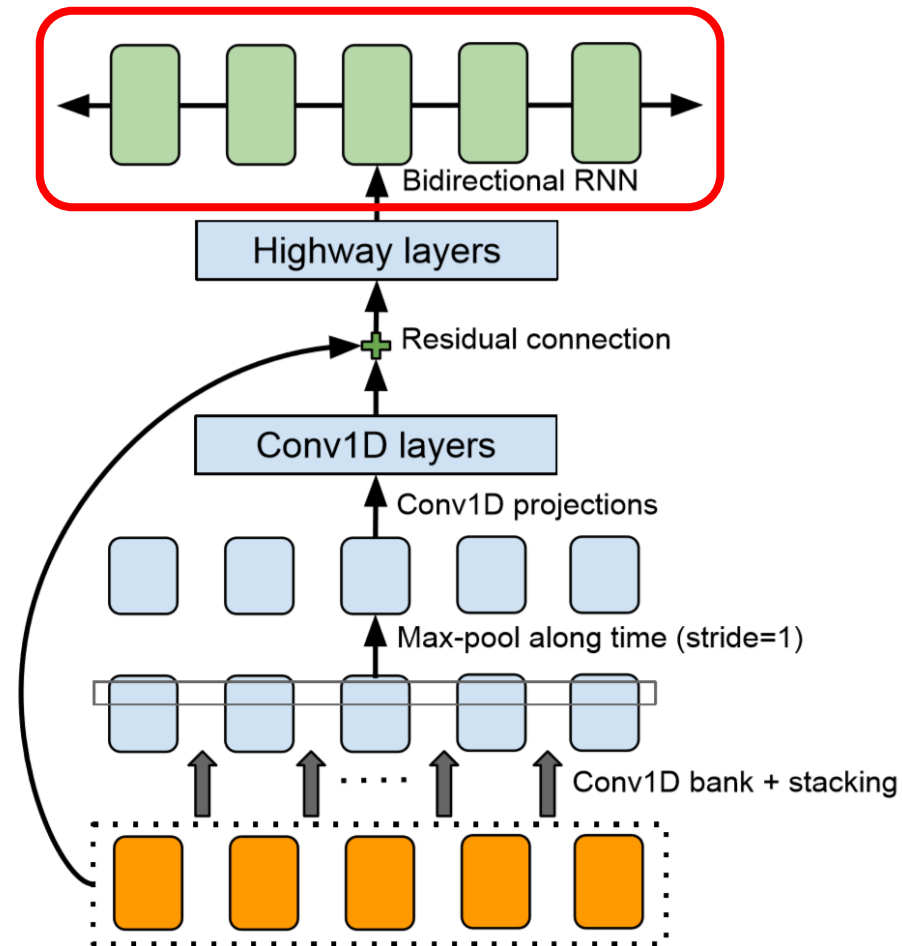 Bidirectional RNN
Highway layers
Residual connection
Conv1D layers
Conv1D projections
Max-pool along time (stride=1)
Conv1D bank + stacking